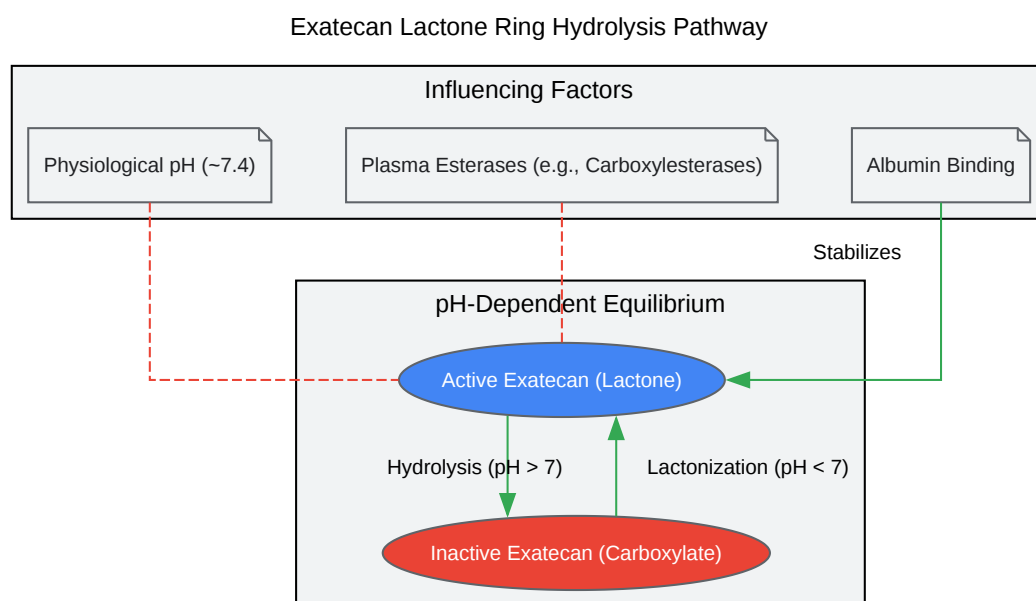 Exatecan Lactone Ring Hydrolysis Pathway
Influencing Factors
Physiological pH (~7.4)
Plasma Esterases (e.g., Carboxylesterases)
Albumin Binding
Stabilizes
pH-Dependent Equilibrium
Active Exatecan (Lactone)
Hydrolysis (pH > 7)
Lactonization (pH < 7)
Inactive Exatecan (Carboxylate)